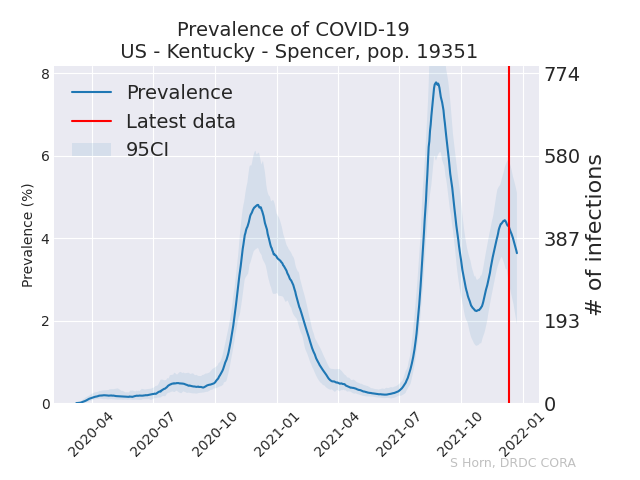 Prevalence of COVID-19
US - Kentucky - Spencer, pop. 19351
Prevalence
Latest data
95CI
Prevalence (%)
8
6
4
2
0
774
580
387
193
0
# of infections
2020-04
2020-07
2020-10
2021-01
2021-04
2021-07
2021-10
2022-01
S Horn, DRDC CORA